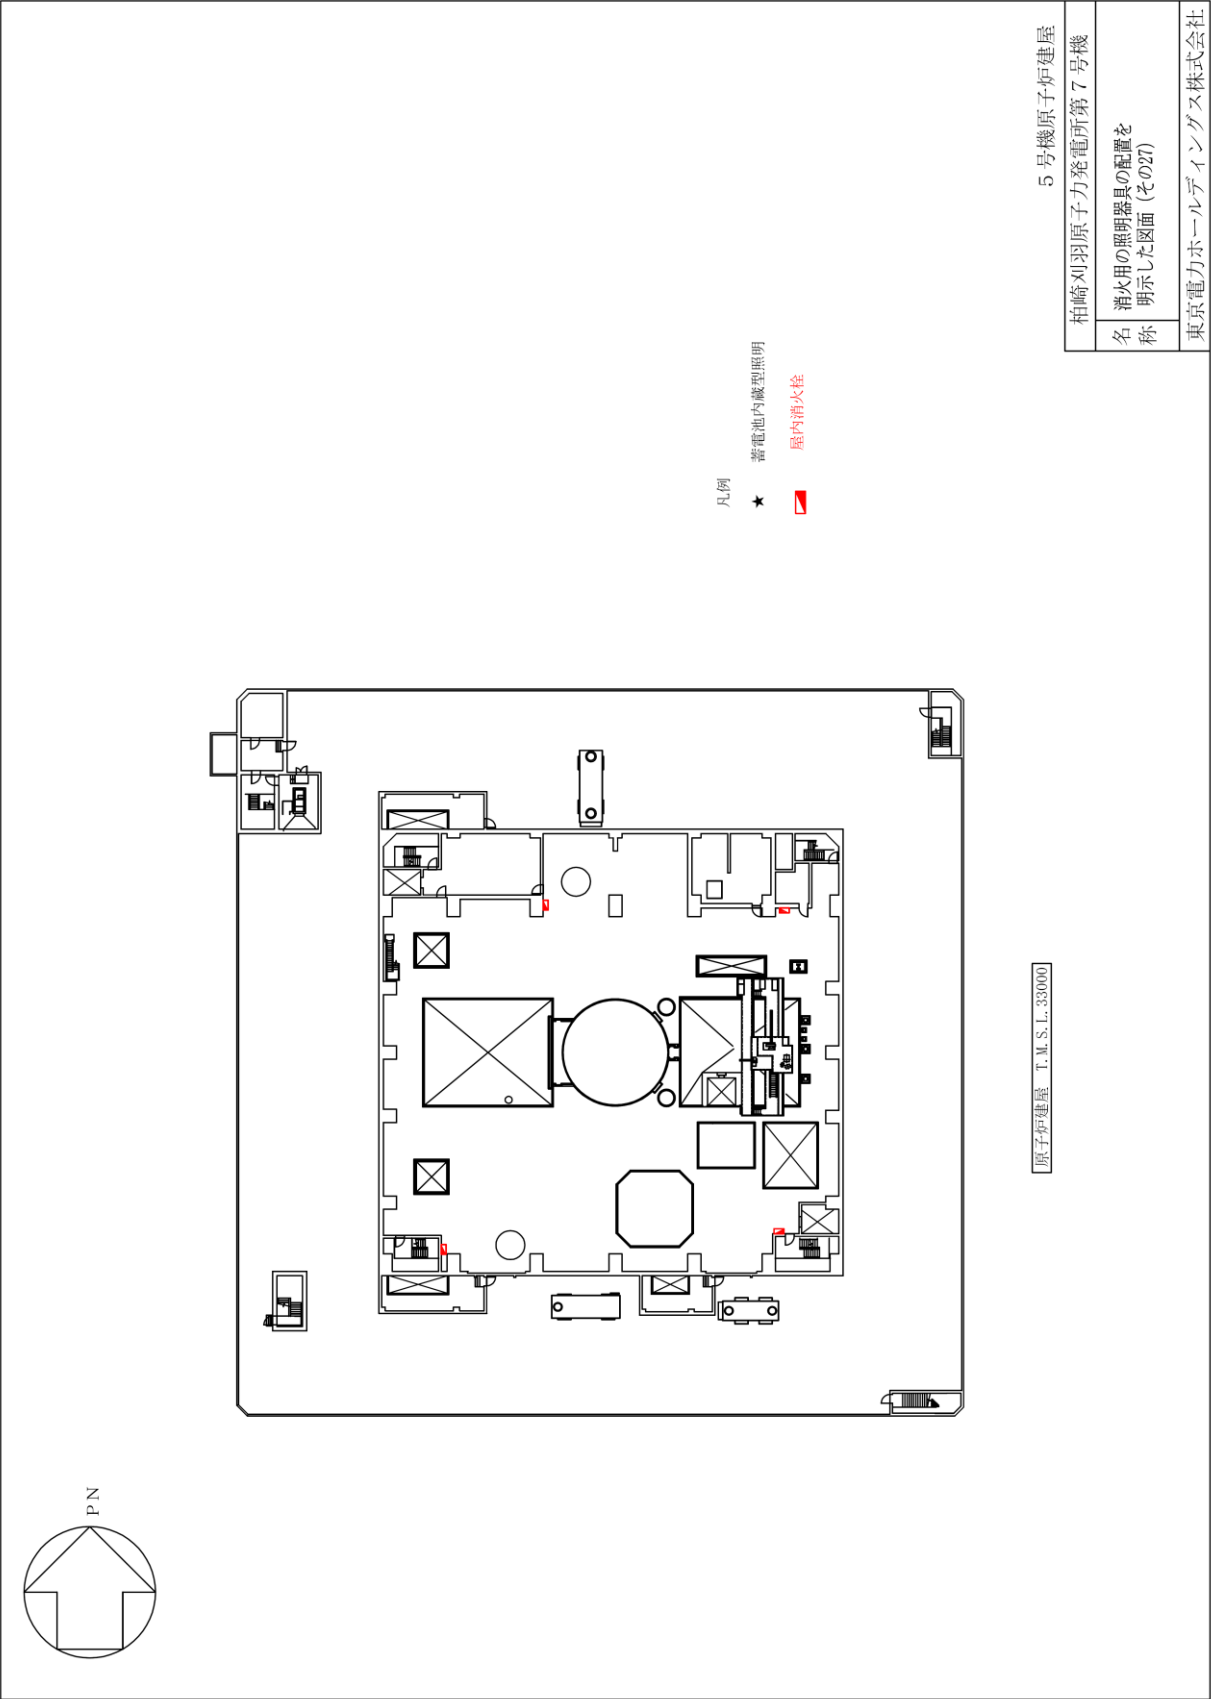 PN
原子炉建屋 T.M.S.L.33000
凡例
★ 蓄電池内蔵型照明
屋内消火栓
5号機原子炉建屋
柏崎刈羽原子力発電所第7号機
名称
消火用の照明器具の配置を
明示した図面(その27)
東京電力ホールディングス株式会社